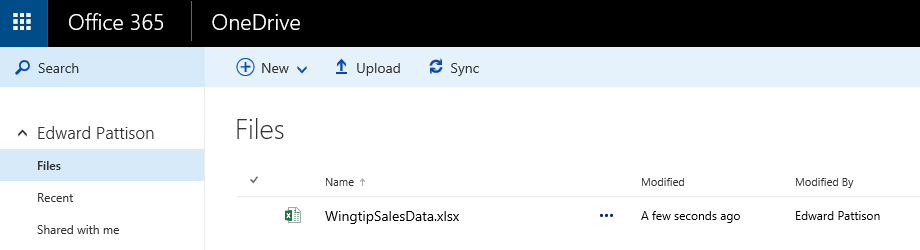 Office 365 OneDrive
Search
New Upload Sync
Edward Pattison
Files
Recent
Shared with me
Files
Name Modified Modified By
WingtipSalesData.xlsx ... A few seconds ago Edward Pattison